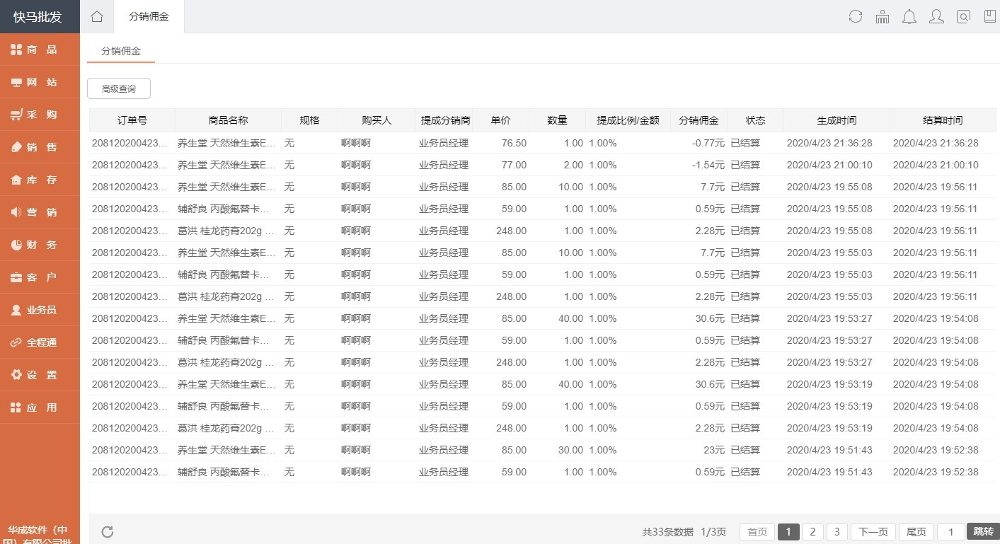 快马批发
分销佣金
商 品
网 站
采 购
销 售
库 存
营 销
财 务
客 户
业务员
全程通
设 置
应 用
华成软件（中
国）有限公司批
分销佣金
高级查询
订单号 商品名称 规格 购买人 提成分销商 单价 数量 提成比例/金额 分销佣金 状态 生成时间 结算时间
208120200423... 养生堂 天然维生素E... 无 啊啊啊 业务员经理 76.50 1.00 1.00% -0.77元 已结算 2020/4/23 21:36:28 2020/4/23 21:36:28
208120200423... 养生堂 天然维生素E... 无 啊啊啊 业务员经理 77.00 2.00 1.00% -1.54元 已结算 2020/4/23 21:00:10 2020/4/23 21:00:10
208120200423... 养生堂 天然维生素E... 无 啊啊啊 业务员经理 85.00 10.00 1.00% 7.7元 已结算 2020/4/23 19:55:08 2020/4/23 19:56:11
208120200423... 辅舒良 丙酸氟替卡... 无 啊啊啊 业务员经理 59.00 1.00 1.00% 0.59元 已结算 2020/4/23 19:55:08 2020/4/23 19:56:11
208120200423... 葛洪 桂龙药膏202g ... 无 啊啊啊 业务员经理 248.00 1.00 1.00% 2.28元 已结算 2020/4/23 19:55:08 2020/4/23 19:56:11
208120200423... 养生堂 天然维生素E... 无 啊啊啊 业务员经理 85.00 10.00 1.00% 7.7元 已结算 2020/4/23 19:55:03 2020/4/23 19:56:11
208120200423... 辅舒良 丙酸氟替卡... 无 啊啊啊 业务员经理 59.00 1.00 1.00% 0.59元 已结算 2020/4/23 19:55:03 2020/4/23 19:56:11
208120200423... 葛洪 桂龙药膏202g ... 无 啊啊啊 业务员经理 248.00 1.00 1.00% 2.28元 已结算 2020/4/23 19:55:03 2020/4/23 19:56:11
208120200423... 养生堂 天然维生素E... 无 啊啊啊 业务员经理 85.00 40.00 1.00% 30.6元 已结算 2020/4/23 19:53:27 2020/4/23 19:54:08
208120200423... 辅舒良 丙酸氟替卡... 无 啊啊啊 业务员经理 59.00 1.00 1.00% 0.59元 已结算 2020/4/23 19:53:27 2020/4/23 19:54:08
208120200423... 葛洪 桂龙药膏202g ... 无 啊啊啊 业务员经理 248.00 1.00 1.00% 2.28元 已结算 2020/4/23 19:53:27 2020/4/23 19:54:08
208120200423... 养生堂 天然维生素E... 无 啊啊啊 业务员经理 85.00 40.00 1.00% 30.6元 已结算 2020/4/23 19:53:19 2020/4/23 19:54:08
208120200423... 辅舒良 丙酸氟替卡... 无 啊啊啊 业务员经理 59.00 1.00 1.00% 0.59元 已结算 2020/4/23 19:53:19 2020/4/23 19:54:08
208120200423... 葛洪 桂龙药膏202g ... 无 啊啊啊 业务员经理 248.00 1.00 1.00% 2.28元 已结算 2020/4/23 19:53:19 2020/4/23 19:54:08
208120200423... 养生堂 天然维生素E... 无 啊啊啊 业务员经理 85.00 30.00 1.00% 23元 已结算 2020/4/23 19:51:43 2020/4/23 19:52:38
208120200423... 辅舒良 丙酸氟替卡... 无 啊啊啊 业务员经理 59.00 1.00 1.00% 0.59元 已结算 2020/4/23 19:51:43 2020/4/23 19:52:38
共33条数据 1/3页 首页 1 2 3 下一页 尾页 1 跳转